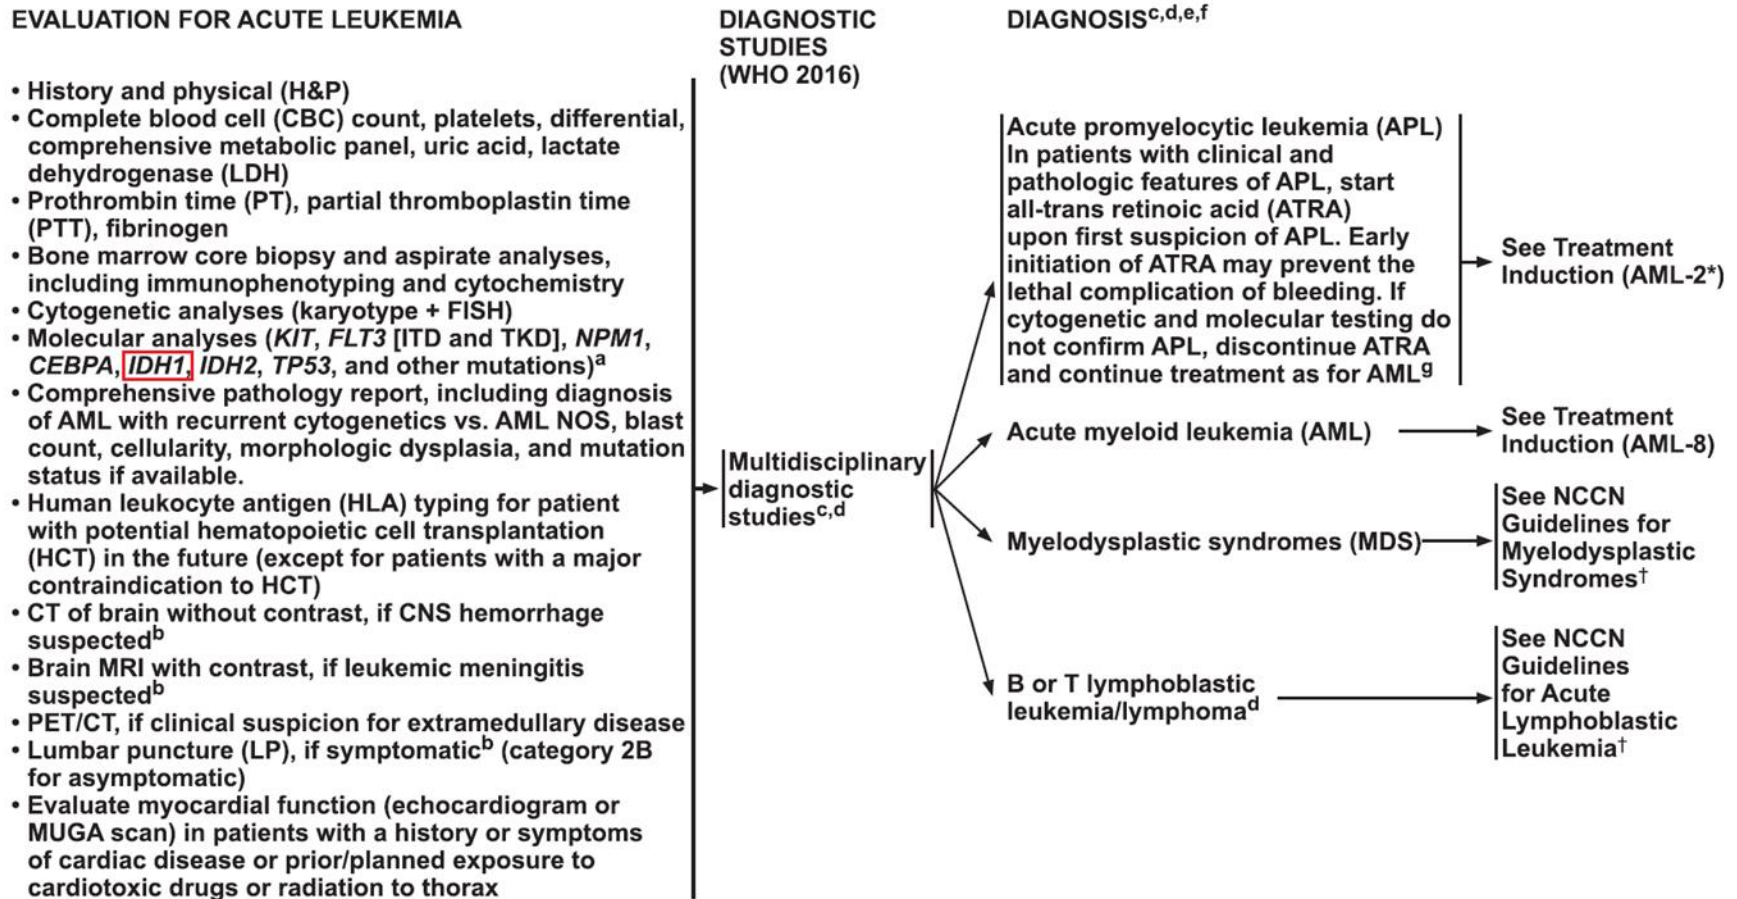 EVALUATION FOR ACUTE LEUKEMIA
• History and physical (H&P)
• Complete blood cell (CBC) count, platelets, differential,
comprehensive metabolic panel, uric acid, lactate
dehydrogenase (LDH)
• Prothrombin time (PT), partial thromboplastin time
(PTT), fibrinogen
• Bone marrow core biopsy and aspirate analyses,
including immunophenotyping and cytochemistry
• Cytogenetic analyses (karyotype + FISH)
• Molecular analyses (KIT, FLT3 [ITD and TKD], NPM1,
CEBPA, IDH1, IDH2, TP53, and other mutations)a
• Comprehensive pathology report, including diagnosis
of AML with recurrent cytogenetics vs. AML NOS, blast
count, cellularity, morphologic dysplasia, and mutation
status if available.
• Human leukocyte antigen (HLA) typing for patient
with potential hematopoietic cell transplantation
(HCT) in the future (except for patients with a major
contraindication to HCT)
• CT of brain without contrast, if CNS hemorrhage
suspectedb
• Brain MRI with contrast, if leukemic meningitis
suspectedb
• PET/CT, if clinical suspicion for extramedullary disease
• Lumbar puncture (LP), if symptomaticb (category 2B
for asymptomatic)
• Evaluate myocardial function (echocardiogram or
MUGA scan) in patients with a history or symptoms
of cardiac disease or prior/planned exposure to
cardiotoxic drugs or radiation to thorax
DIAGNOSTIC
STUDIES
(WHO 2016)
Multidisciplinary
diagnostic
studiesc,d
DIAGNOSISc,d,e,f
Acute promyelocytic leukemia (APL)
In patients with clinical and
pathologic features of APL, start
all-trans retinoic acid (ATRA)
upon first suspicion of APL. Early
initiation of ATRA may prevent the
lethal complication of bleeding. If
cytogenetic and molecular testing do
not confirm APL, discontinue ATRA
and continue treatment as for AMLg
See Treatment
Induction (AML-2*)
Acute myeloid leukemia (AML)
See Treatment
Induction (AML-8)
Myelodysplastic syndromes (MDS)
See NCCN
Guidelines for
Myelodysplastic
Syndromes†
B or T lymphoblastic
leukemia/lymphomad
See NCCN
Guidelines
for Acute
Lymphoblastic
Leukemia†